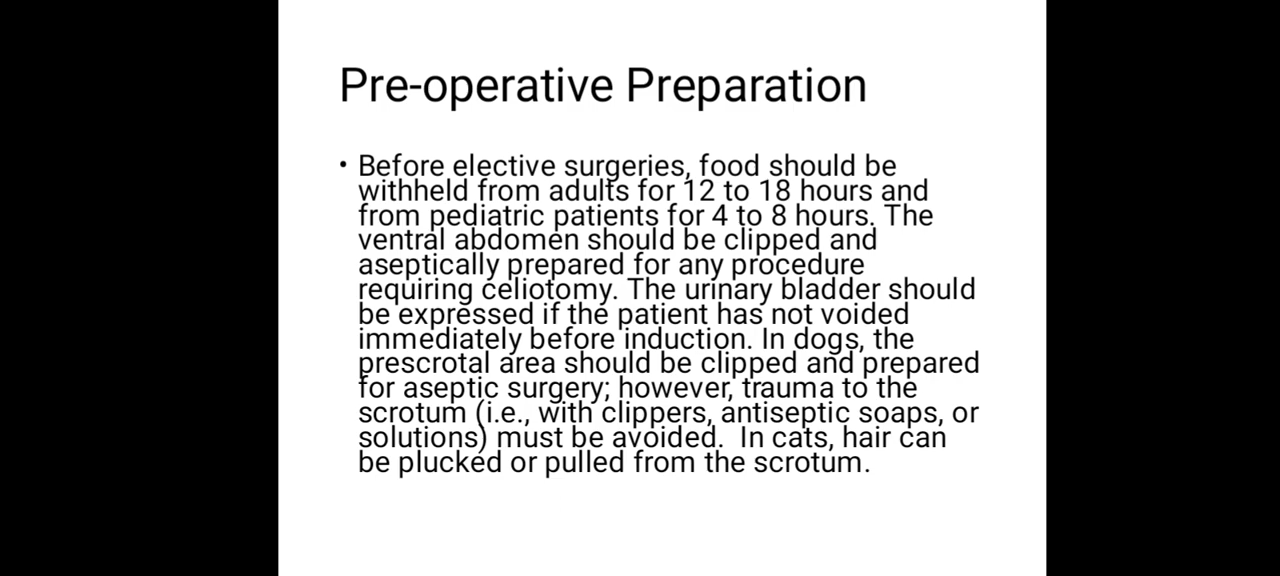 Pre-operative Preparation
• Before elective surgeries, food should be
withheld from adults for 12 to 18 hours and
from pediatric patients for 4 to 8 hours. The
ventral abdomen should be clipped and
aseptically prepared for any procedure
requiring celiotomy. The urinary bladder should
be expressed if the patient has not voided
immediately before induction. In dogs, the
prescrotal area should be clipped and prepared
for aseptic surgery; however, trauma to the
scrotum (i.e., with clippers, antiseptic soaps, or
solutions) must be avoided.  In cats, hair can
be plucked or pulled from the scrotum.